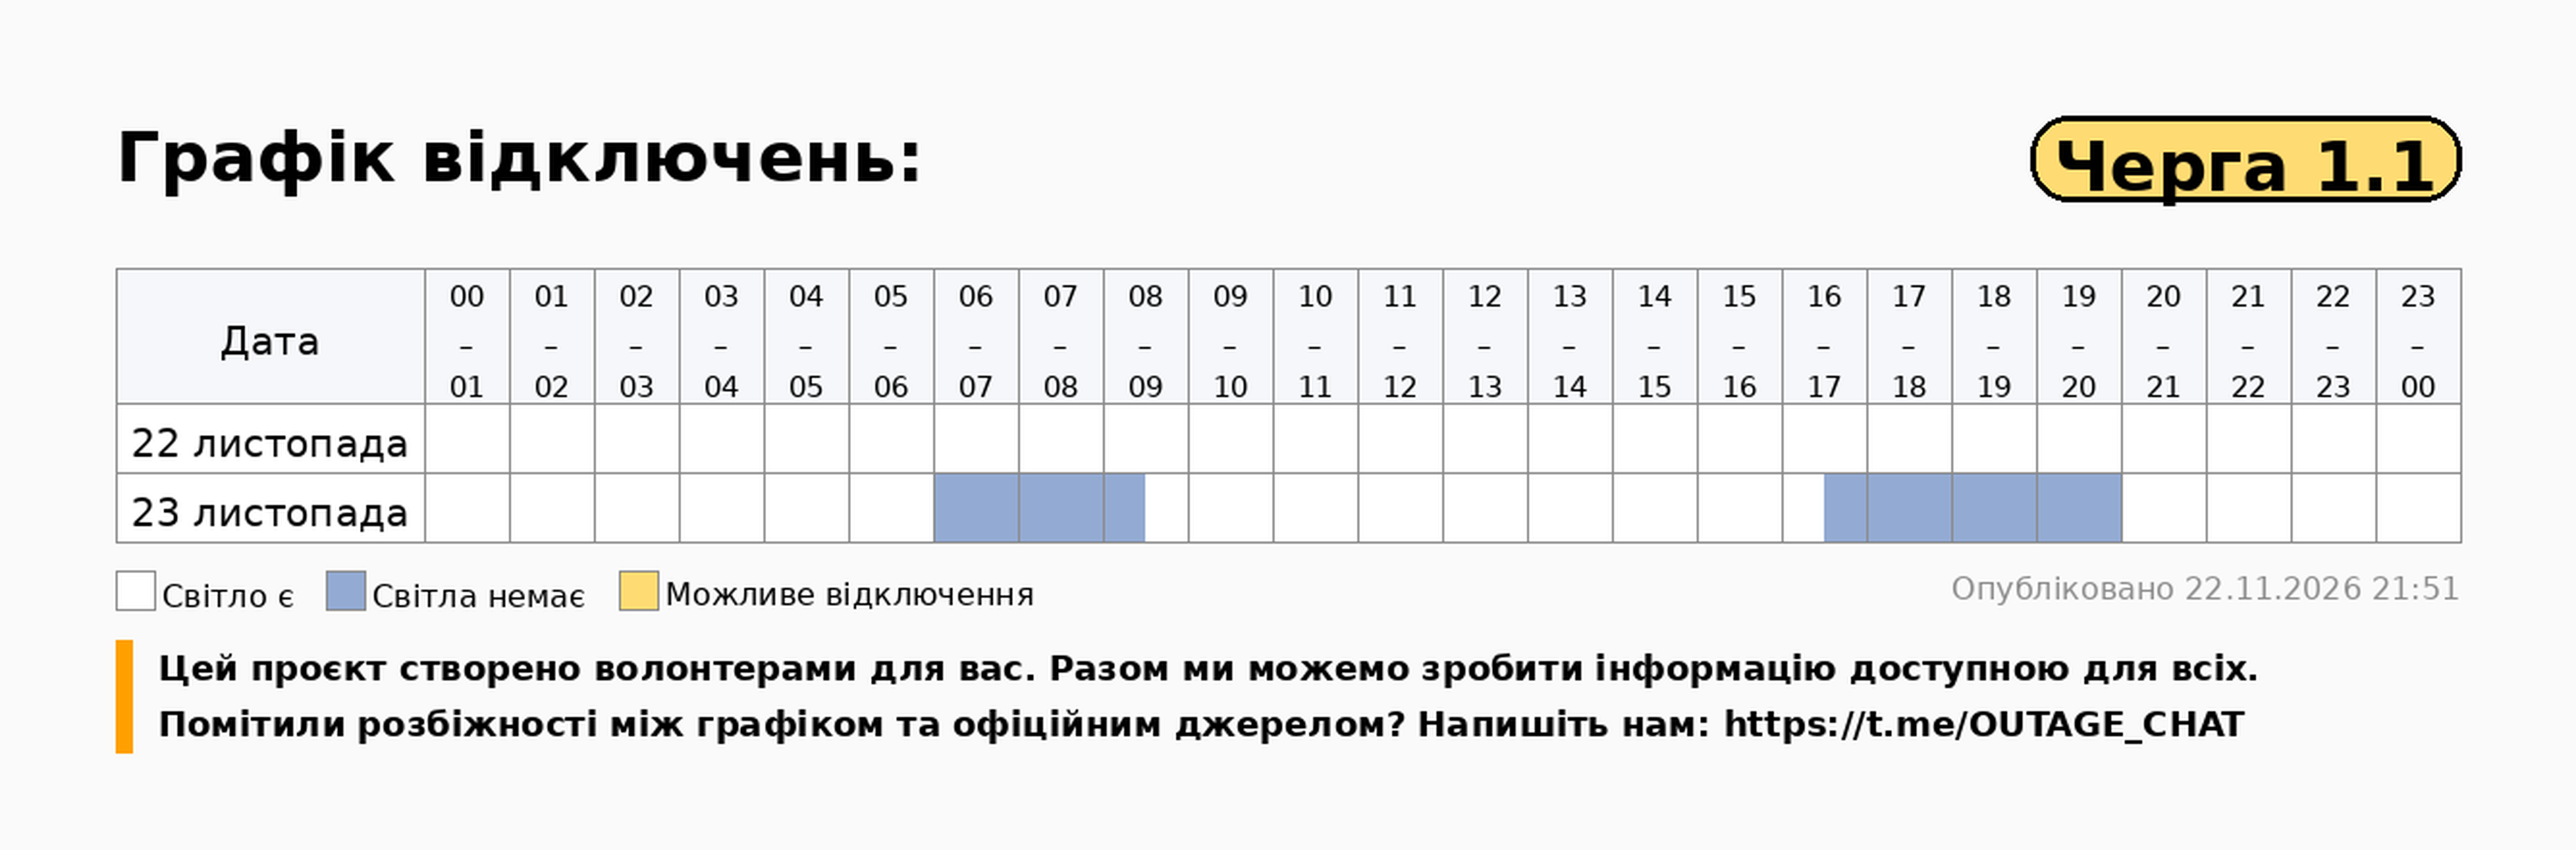 Графік відключень:
Черга 1.1
Дата 00 – 01 01 – 02 02 – 03 03 – 04 04 – 05 05 – 06 06 – 07 07 – 08 08 – 09 09 – 10 10 – 11 11 – 12 12 – 13 13 – 14 14 – 15 15 – 16 16 – 17 17 – 18 18 – 19 19 – 20 20 – 21 21 – 22 22 – 23 23 – 00
22 листопада
23 листопада
Світло є Світла немає Можливе відключення
Опубліковано 22.11.2026 21:51
Цей проєкт створено волонтерами для вас. Разом ми можемо зробити інформацію доступною для всіх.
Помітили розбіжності між графіком та офіційним джерелом? Напишіть нам: https://t.me/OUTAGE_CHAT